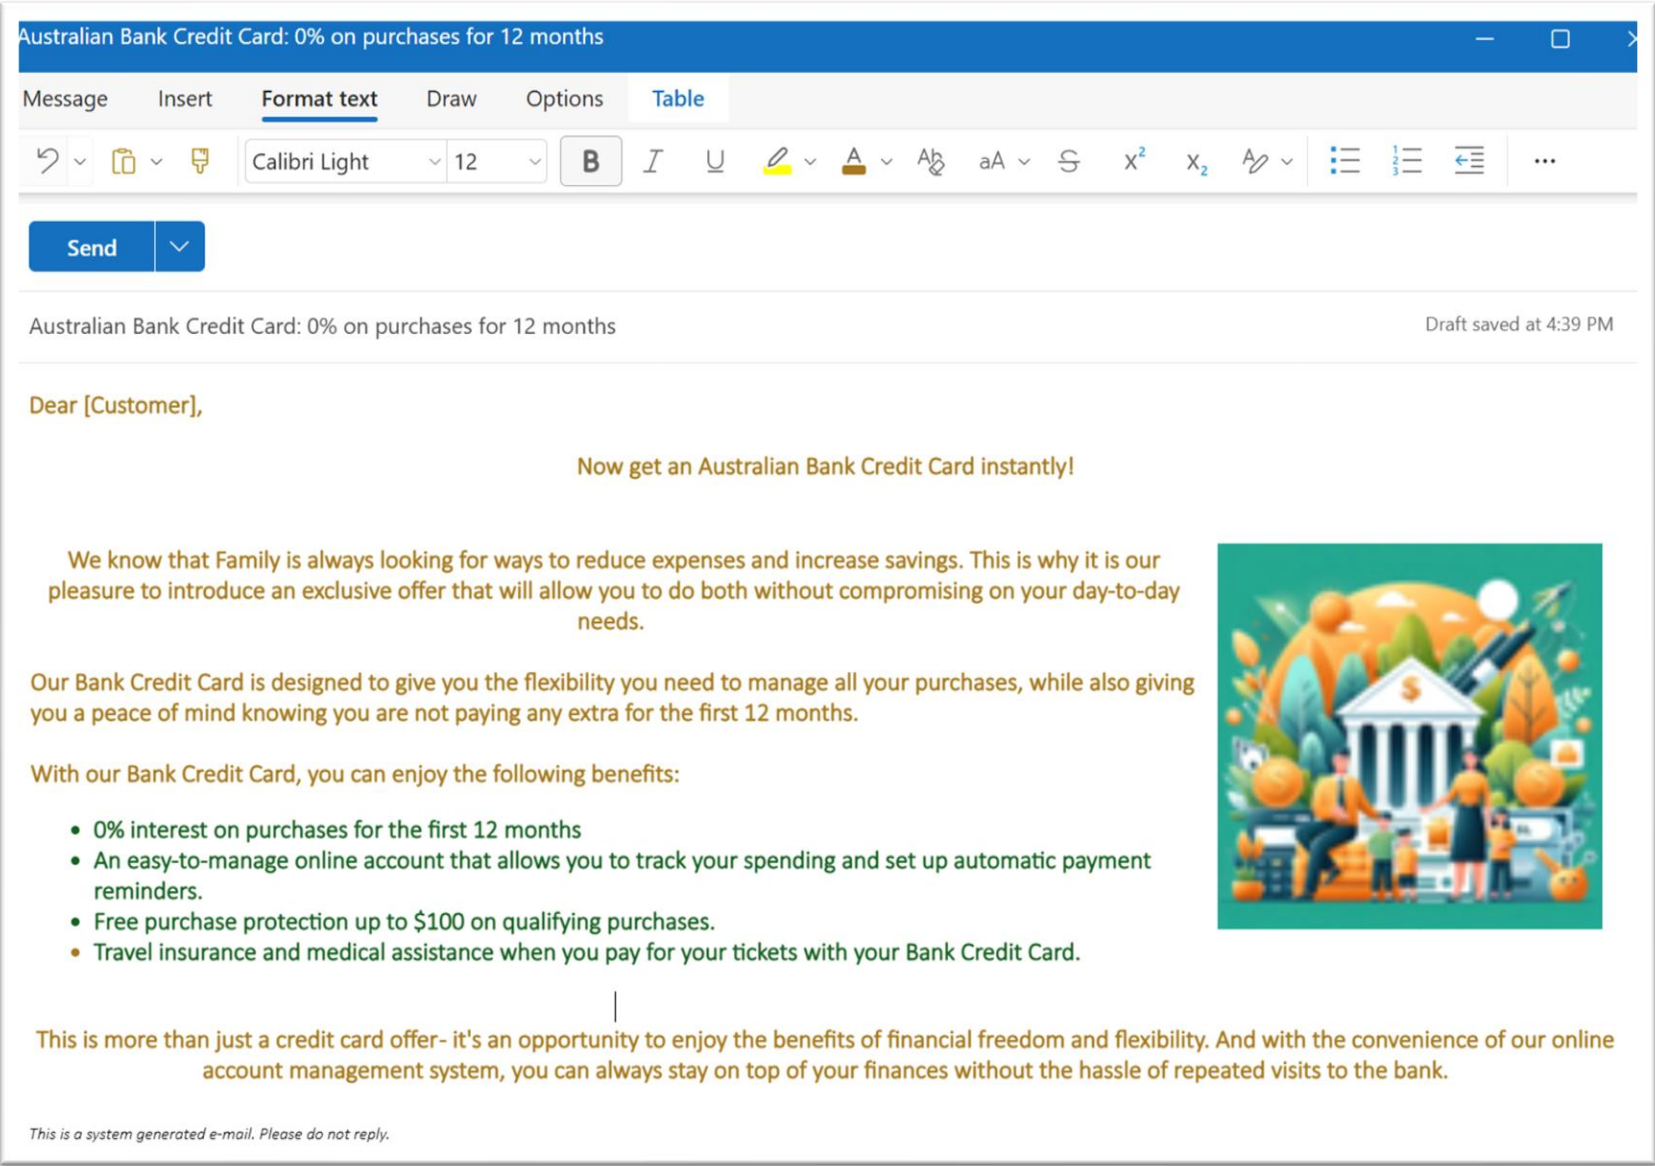 Australian Bank Credit Card: 0% on purchases for 12 months
Message Insert Format text Draw Options Table
Calibri Light 12 B I U A Ab aA S x² x₂ A
Send
Australian Bank Credit Card: 0% on purchases for 12 months Draft saved at 4:39 PM
Dear [Customer],
Now get an Australian Bank Credit Card instantly!
We know that Family is always looking for ways to reduce expenses and increase savings. This is why it is our
pleasure to introduce an exclusive offer that will allow you to do both without compromising on your day-to-day
needs.
Our Bank Credit Card is designed to give you the flexibility you need to manage all your purchases, while also giving
you a peace of mind knowing you are not paying any extra for the first 12 months.
With our Bank Credit Card, you can enjoy the following benefits:
• 0% interest on purchases for the first 12 months
• An easy-to-manage online account that allows you to track your spending and set up automatic payment
reminders.
• Free purchase protection up to $100 on qualifying purchases.
• Travel insurance and medical assistance when you pay for your tickets with your Bank Credit Card.
This is more than just a credit card offer- it's an opportunity to enjoy the benefits of financial freedom and flexibility. And with the convenience of our online
account management system, you can always stay on top of your finances without the hassle of repeated visits to the bank.
This is a system generated e-mail. Please do not reply.